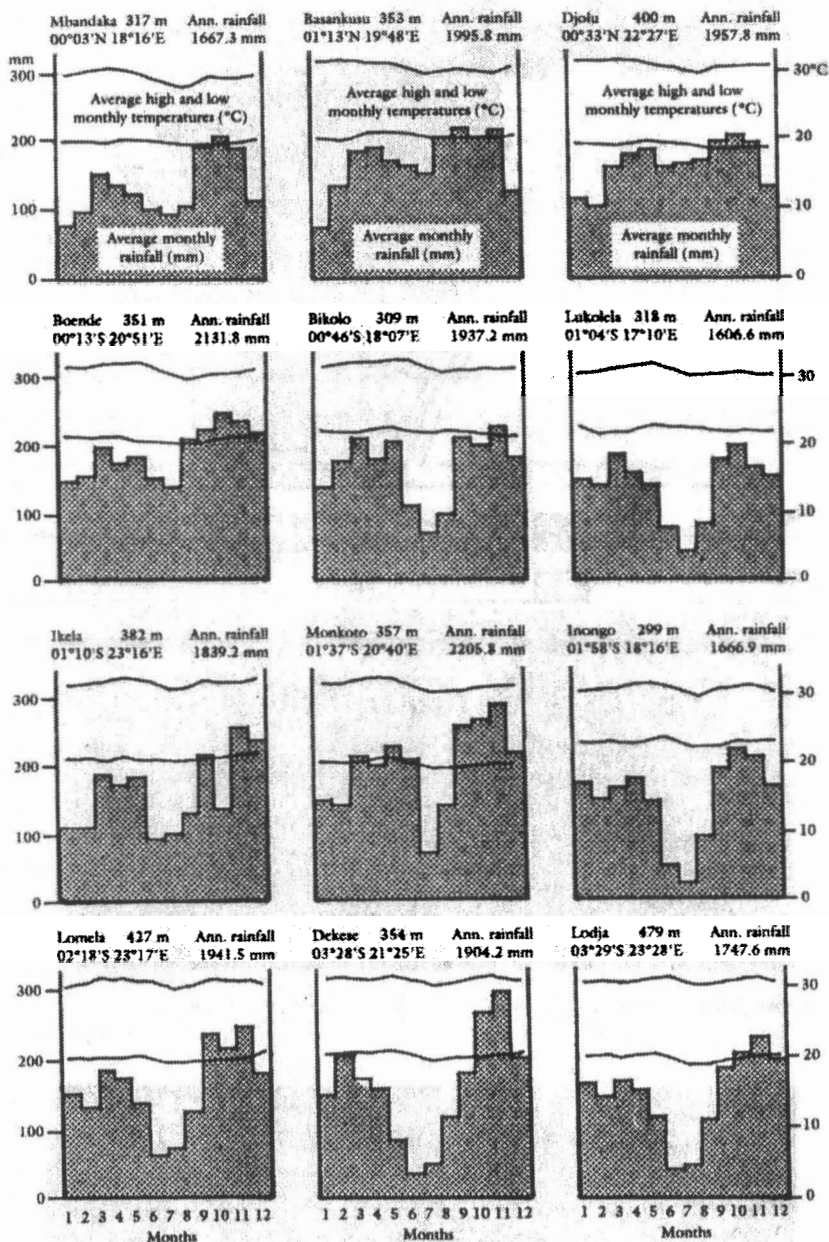 Mbandaka 317 m Ann. rainfall
00°03'N 18°16'E 1667.3 mm
Basankusu 353 m Ann. rainfall
01°13'N 19°48'E 1995.8 mm
Djolu 400 m Ann. rainfall
00°33'N 22°27'E 1957.8 mm
mm
300
200
100
0
Average high and low
monthly temperatures (°C)
Average monthly
rainfall (mm)
Average high and low
monthly temperatures (°C)
Average monthly
rainfall (mm)
Average high and low
monthly temperatures (°C)
Average monthly
rainfall (mm)
30°C
20
10
0
Boende 351 m Ann. rainfall
00°13'S 20°51'E 2131.8 mm
Bikolo 309 m Ann. rainfall
00°46'S 18°07'E 1937.2 mm
Lukolela 318 m Ann. rainfall
01°04'S 17°10'E 1606.6 mm
300
200
100
0
30
20
10
0
Ikela 382 m Ann. rainfall
01°10'S 23°16'E 1839.2 mm
Monkoto 357 m Ann. rainfall
01°37'S 20°40'E 2205.8 mm
Inongo 299 m Ann. rainfall
01°58'S 18°16'E 1666.9 mm
300
200
100
0
30
20
10
0
Lomela 427 m Ann. rainfall
02°18'S 23°17'E 1941.5 mm
Dekese 354 m Ann. rainfall
03°28'S 21°25'E 1904.2 mm
Lodja 479 m Ann. rainfall
03°29'S 23°28'E 1747.6 mm
300
200
100
0
30
20
10
0
1 2 3 4 5 6 7 8 9 10 11 12
Months
1 2 3 4 5 6 7 8 9 10 11 12
Months
1 2 3 4 5 6 7 8 9 10 11 12
Months